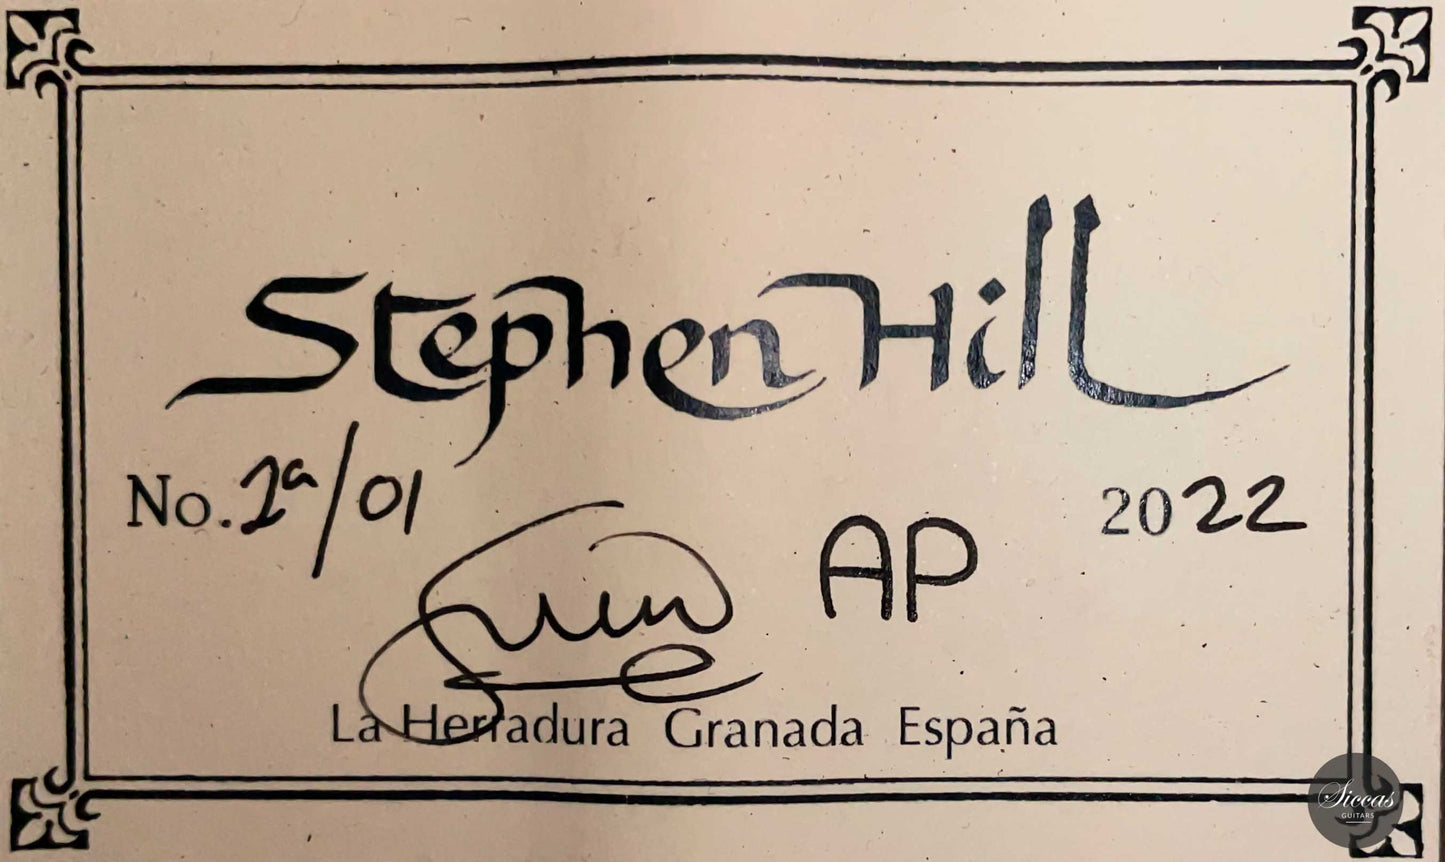 Stephen Hill
No. 1ª/01 2022
AP
La Herradura Granada España
Siccas
GUITARS